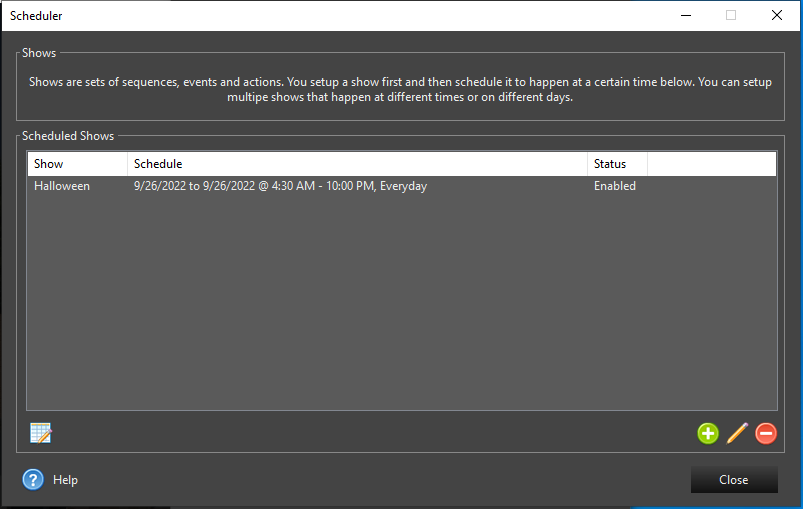 Scheduler
Shows
Shows are sets of sequences, events and actions. You setup a show first and then schedule it to happen at a certain time below. You can setup
multipe shows that happen at different times or on different days.
Scheduled Shows
Show Schedule Status
Halloween 9/26/2022 to 9/26/2022 @ 4:30 AM - 10:00 PM, Everyday Enabled
? Help Close